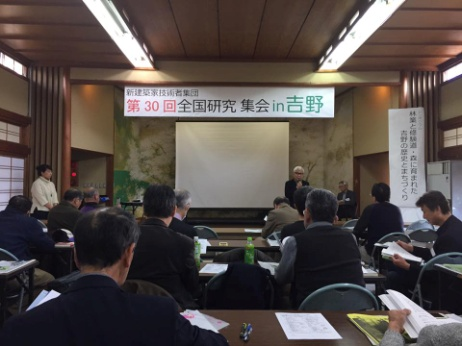 新建築家技術者集団
第30回全国研究集会in吉野
林業と修験道・森に育まれた
吉野の歴史とまちづくり